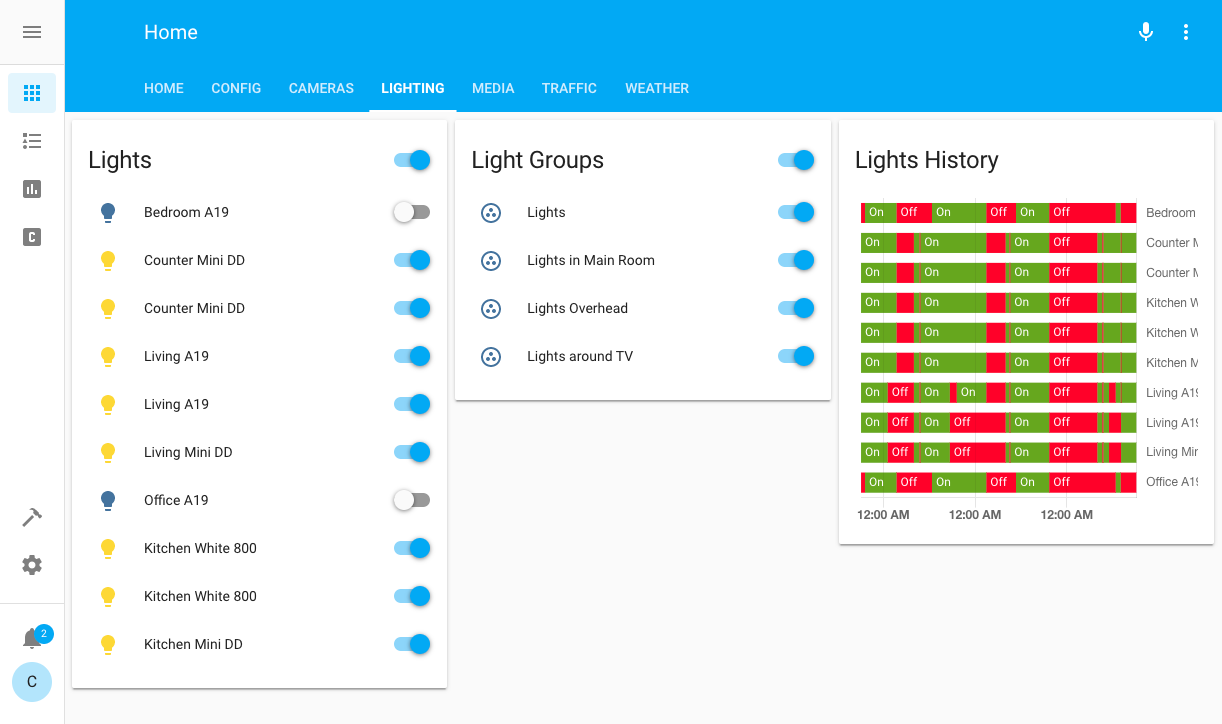 Home
HOME CONFIG CAMERAS LIGHTING MEDIA TRAFFIC WEATHER
C
2
C
Lights
Bedroom A19
Counter Mini DD
Counter Mini DD
Living A19
Living A19
Living Mini DD
Office A19
Kitchen White 800
Kitchen White 800
Kitchen Mini DD
Light Groups
Lights
Lights in Main Room
Lights Overhead
Lights around TV
Lights History
On Off On Off On Off Bedroom
On On On Off Counter
On On On Off Counter
On On On Off Kitchen
On On On Off Kitchen
On On On Off Kitchen
On Off On On On Off Living A19
On Off On Off On Off Living A19
On Off On Off On Off Living
On Off On Off On Off Office A19
12:00 AM 12:00 AM 12:00 AM